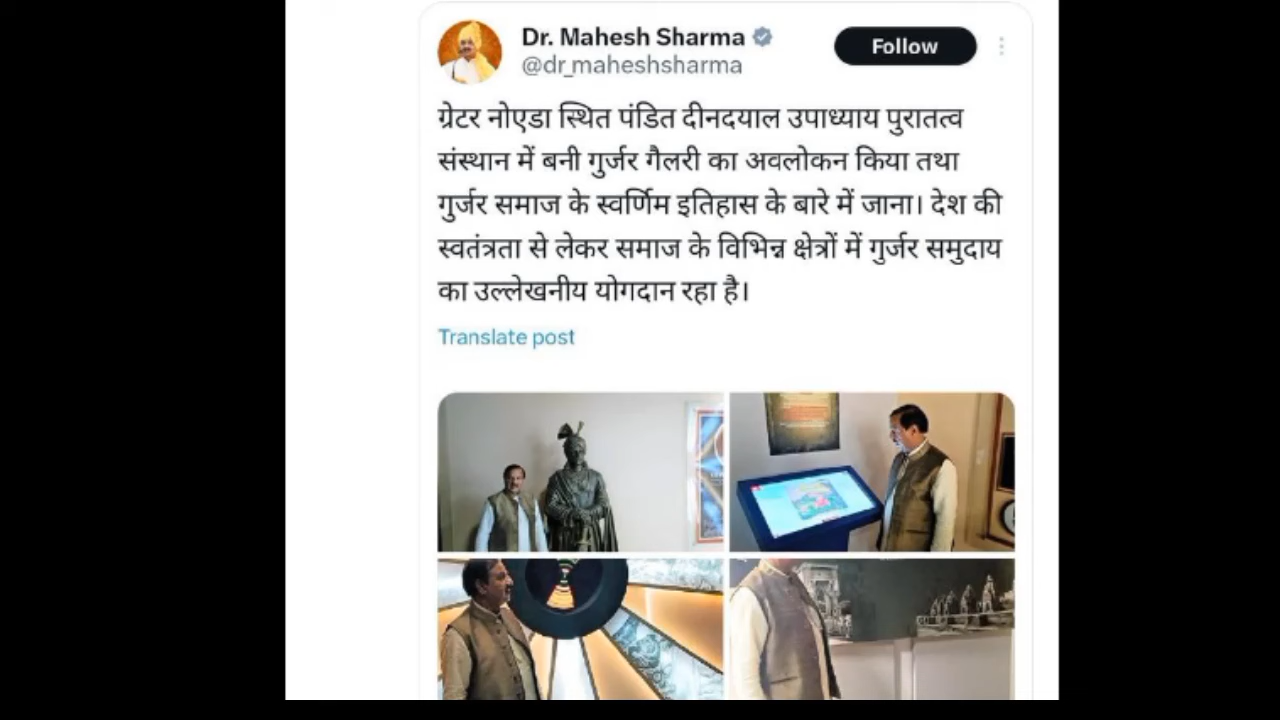 Dr. Mahesh Sharma
@dr_maheshsharma
Follow
ग्रेटर नोएडा स्थित पंडित दीनदयाल उपाध्याय पुरातत्व
संस्थान में बनी गुर्जर गैलरी का अवलोकन किया तथा
गुर्जर समाज के स्वर्णिम इतिहास के बारे में जाना। देश की
स्वतंत्रता से लेकर समाज के विभिन्न क्षेत्रों में गुर्जर समुदाय
का उल्लेखनीय योगदान रहा है।
Translate post